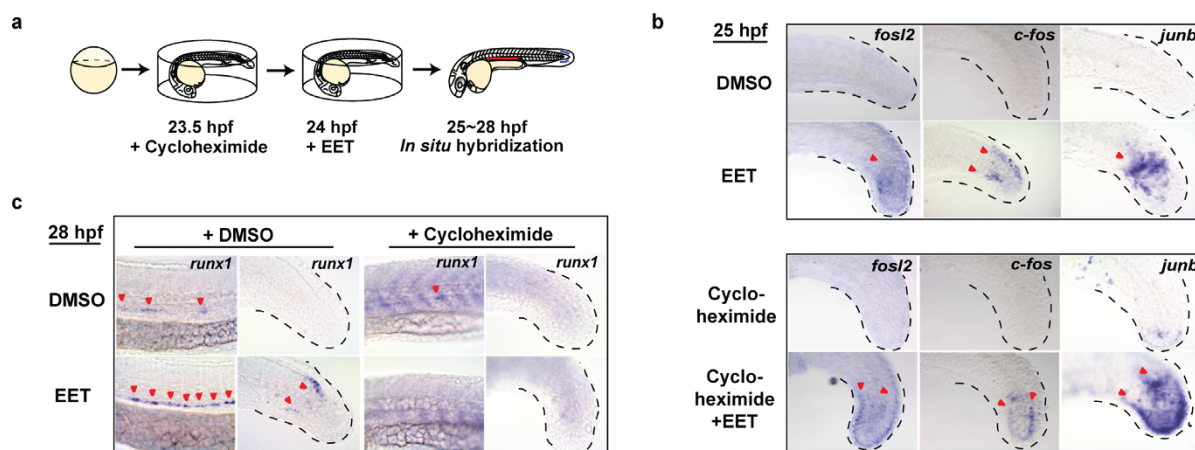 a
23.5 hpf
+ Cycloheximide
24 hpf
+ EET
25~28 hpf
In situ hybridization
b
25 hpf
fosl2
c-fos
junb
DMSO
EET
fosl2
c-fos
junb
Cyclo-
heximide
Cyclo-
heximide
+EET
c
28 hpf
+ DMSO
+ Cycloheximide
runx1
runx1
runx1
runx1
DMSO
EET